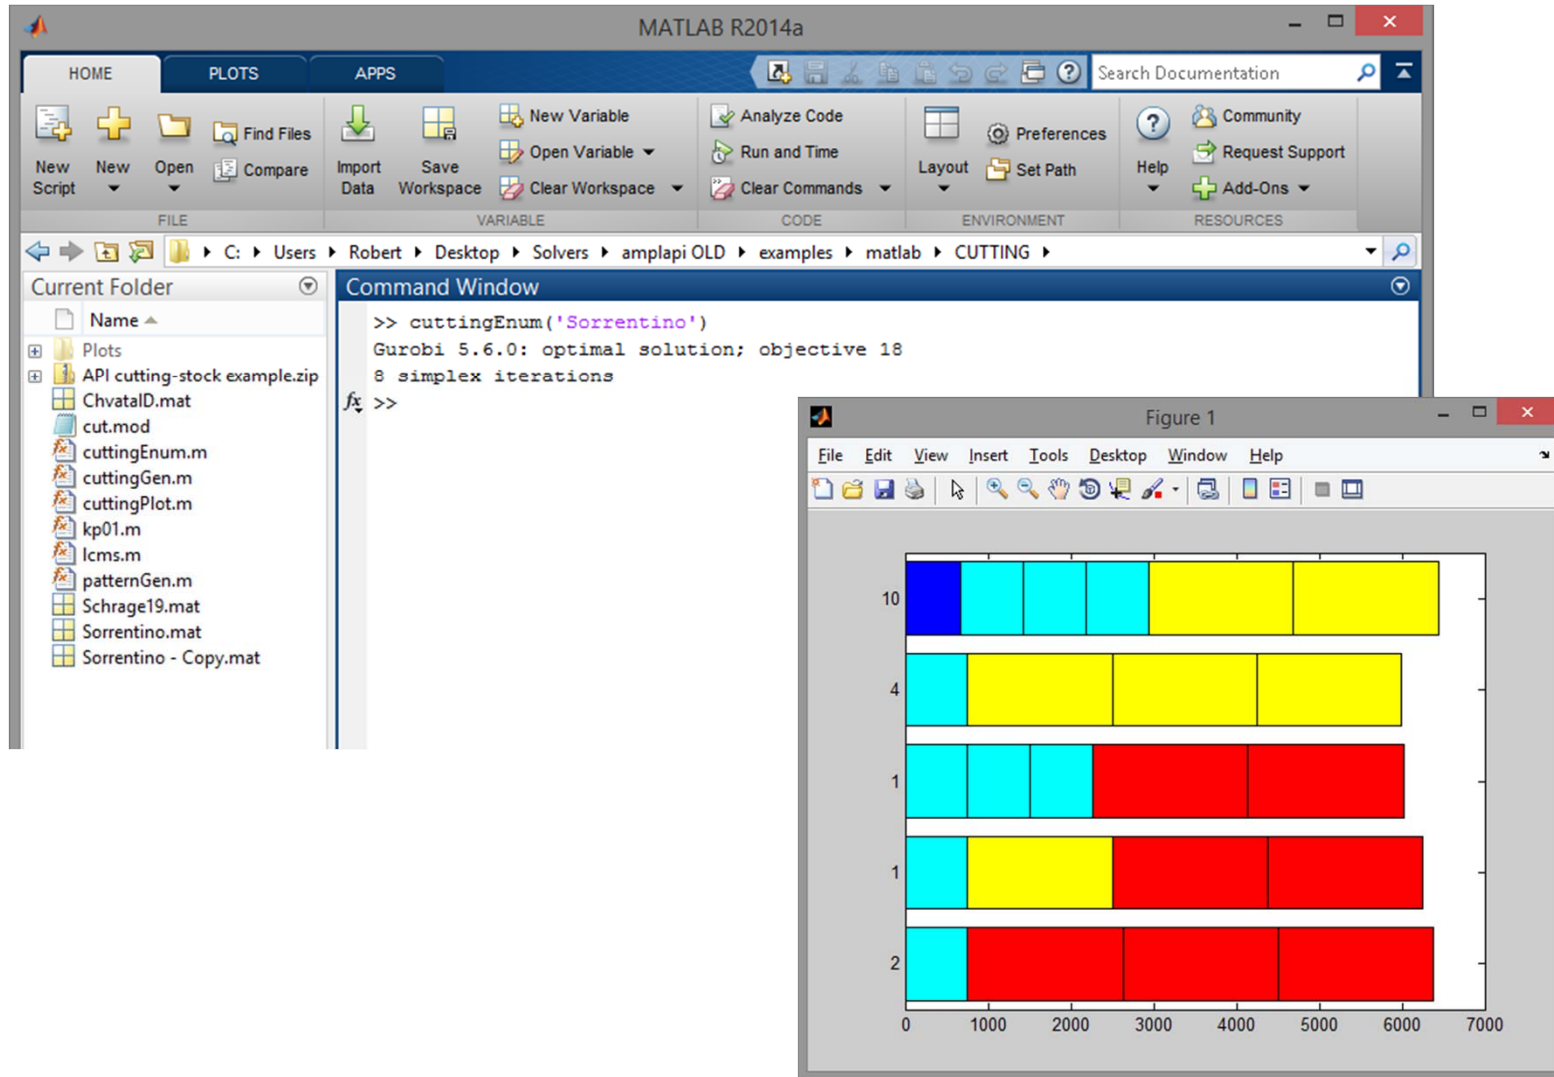 MATLAB R2014a
HOME PLOTS APPS Search Documentation
New Script New Open Find Files Compare
FILE
Import Data Save Workspace New Variable Open Variable Clear Workspace
VARIABLE
Analyze Code Run and Time Clear Commands
CODE
Layout Preferences Set Path
ENVIRONMENT
Help Community Request Support Add-Ons
RESOURCES
C: Users Robert Desktop Solvers amplapi OLD examples matlab CUTTING
Current Folder
Name
Plots
API cutting-stock example.zip
ChvatalD.mat
cut.mod
cuttingEnum.m
cuttingGen.m
cuttingPlot.m
kp01.m
lcms.m
patternGen.m
Schrage19.mat
Sorrentino.mat
Sorrentino - Copy.mat
Command Window
>> cuttingEnum('Sorrentino')
Gurobi 5.6.0: optimal solution; objective 18
8 simplex iterations
fx >>
Figure 1
File Edit View Insert Tools Desktop Window Help
10
4
1
1
2
0 1000 2000 3000 4000 5000 6000 7000